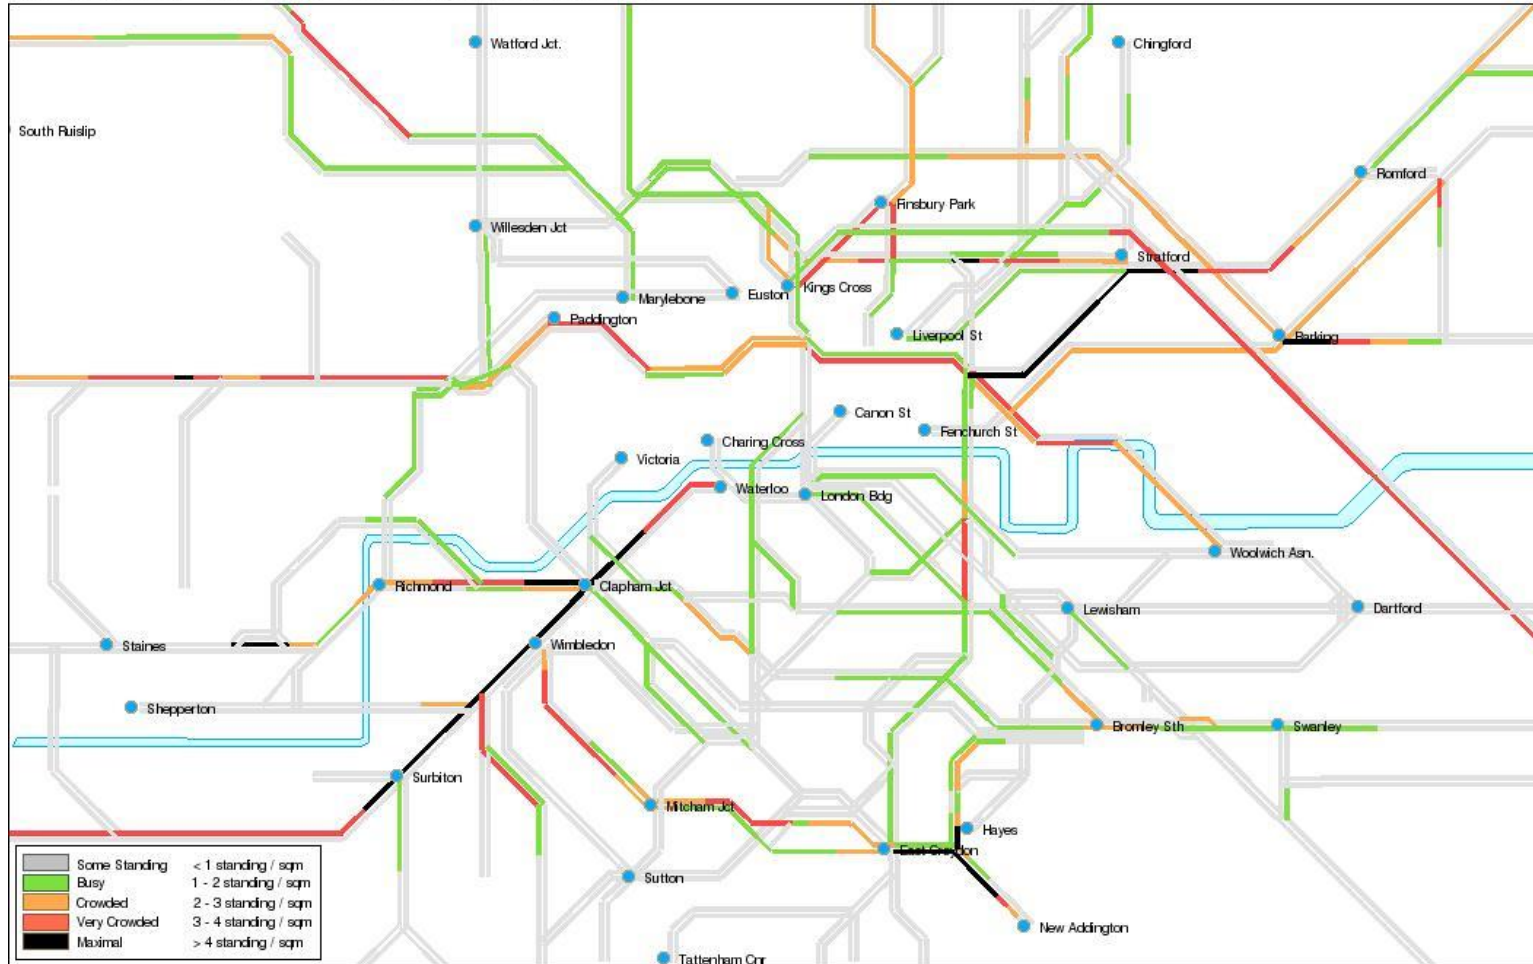 Watford Jct.
Chingford
South Ruislip
Romford
Finsbury Park
Willesden Jct
Stratford
Kings Cross
Euston
Marylebone
Paddington
Liverpool St
Barking
Canon St
Fenchurch St
Charing Cross
Victoria
Waterloo
London Bdg
Woolwich Asn.
Richmond
Clapham Jct
Lewisham
Dartford
Staines
Wimbledon
Shepperton
Bromley Sth
Swanley
Surbiton
Mitcham Jct
Hayes
East Croydon
Sutton
New Addington
Tattenham Cnr
Some Standing < 1 standing / sqm
Busy 1 - 2 standing / sqm
Crowded 2 - 3 standing / sqm
Very Crowded 3 - 4 standing / sqm
Maximal > 4 standing / sqm